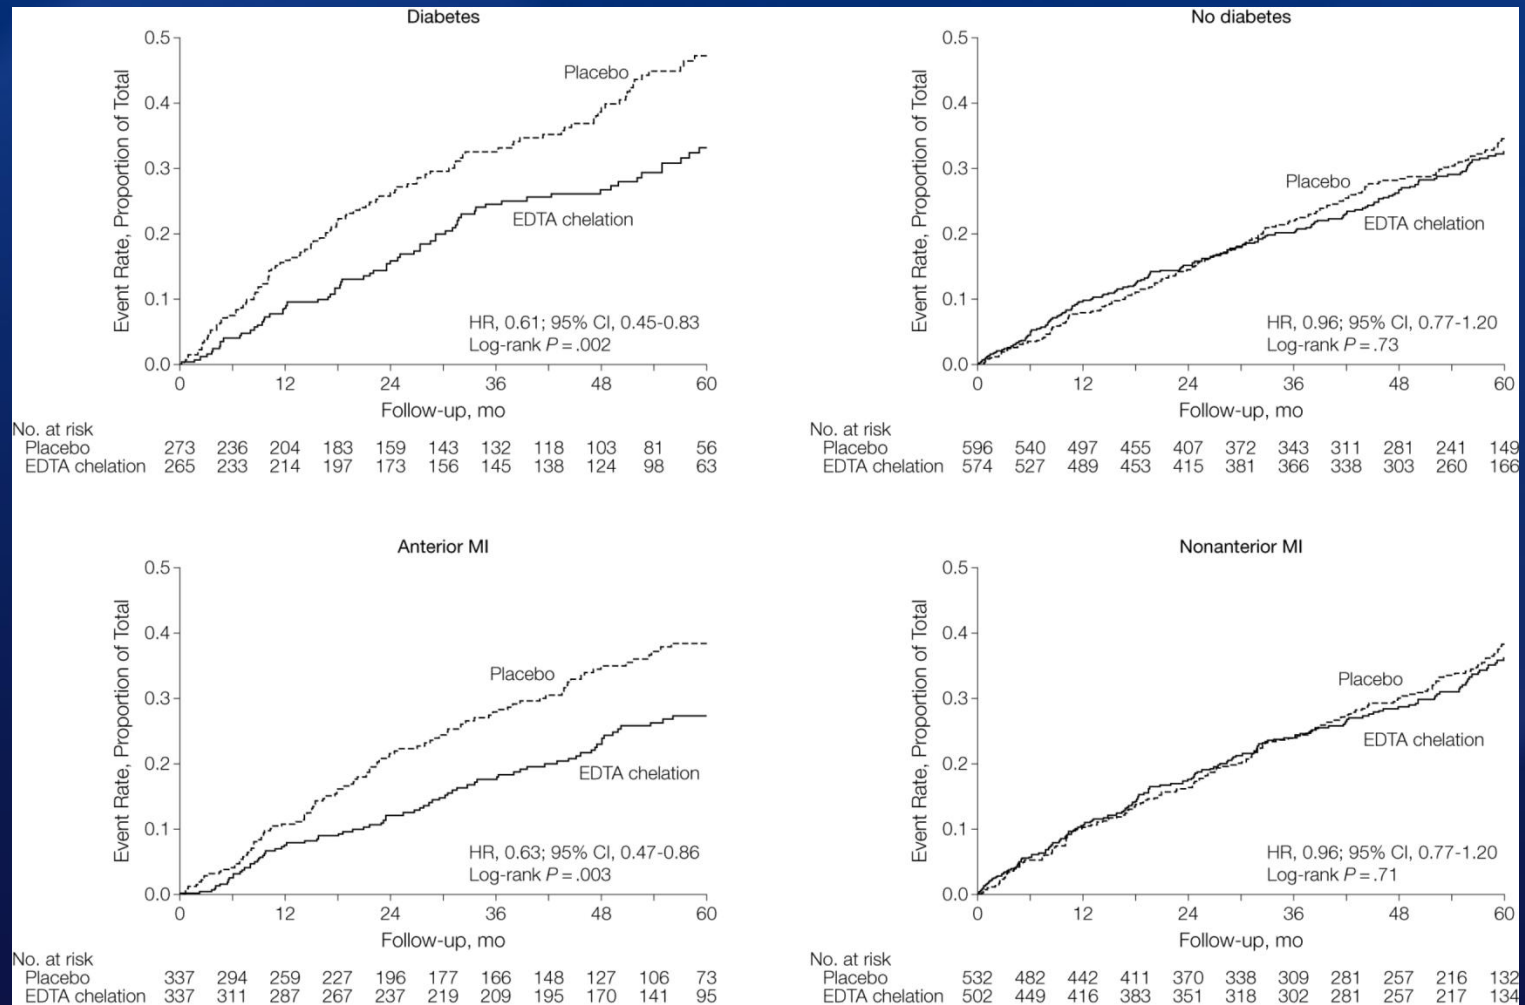 Diabetes
0.5
0.4
0.3
0.2
0.1
0.0
Event Rate, Proportion of Total
Placebo
EDTA chelation
HR, 0.61; 95% CI, 0.45-0.83
Log-rank P = .002
0 12 24 36 48 60
Follow-up, mo
No. at risk
Placebo 273 236 204 183 159 143 132 118 103 81 56
EDTA chelation 265 233 214 197 173 156 145 138 124 98 63
No diabetes
0.5
0.4
0.3
0.2
0.1
0.0
Event Rate, Proportion of Total
Placebo
EDTA chelation
HR, 0.96; 95% CI, 0.77-1.20
Log-rank P = .73
0 12 24 36 48 60
Follow-up, mo
No. at risk
Placebo 596 540 497 455 407 372 343 311 281 241 149
EDTA chelation 574 527 489 453 415 381 366 338 303 260 166
Anterior MI
0.5
0.4
0.3
0.2
0.1
0.0
Event Rate, Proportion of Total
Placebo
EDTA chelation
HR, 0.63; 95% CI, 0.47-0.86
Log-rank P = .003
0 12 24 36 48 60
Follow-up, mo
No. at risk
Placebo 337 294 259 227 196 177 166 148 127 106 73
EDTA chelation 337 311 287 267 237 219 209 195 170 141 95
Nonanterior MI
0.5
0.4
0.3
0.2
0.1
0.0
Event Rate, Proportion of Total
Placebo
EDTA chelation
HR, 0.96; 95% CI, 0.77-1.20
Log-rank P = .71
0 12 24 36 48 60
Follow-up, mo
No. at risk
Placebo 532 482 442 411 370 338 309 281 257 216 132
EDTA chelation 502 449 416 383 351 318 302 281 257 217 134